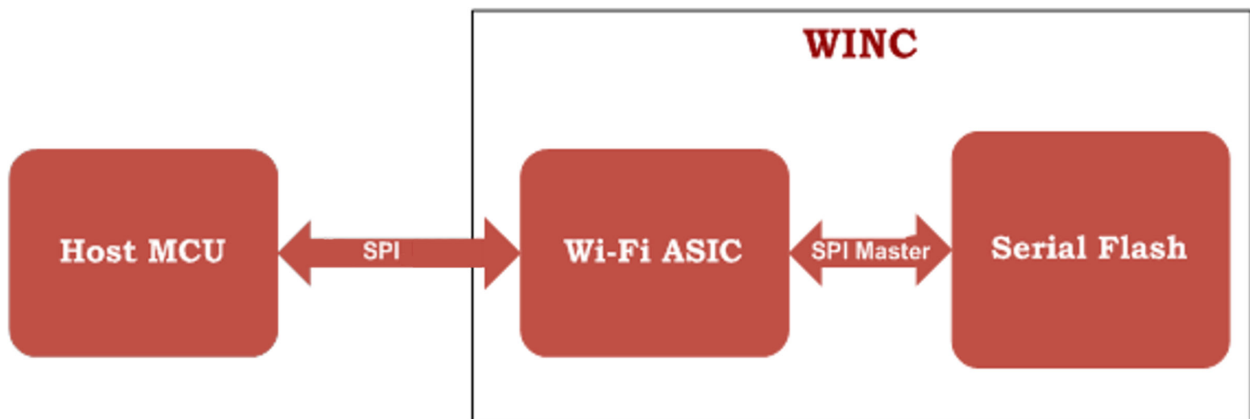 WINC
Host MCU
SPI
Wi-Fi ASIC
SPI Master
Serial Flash